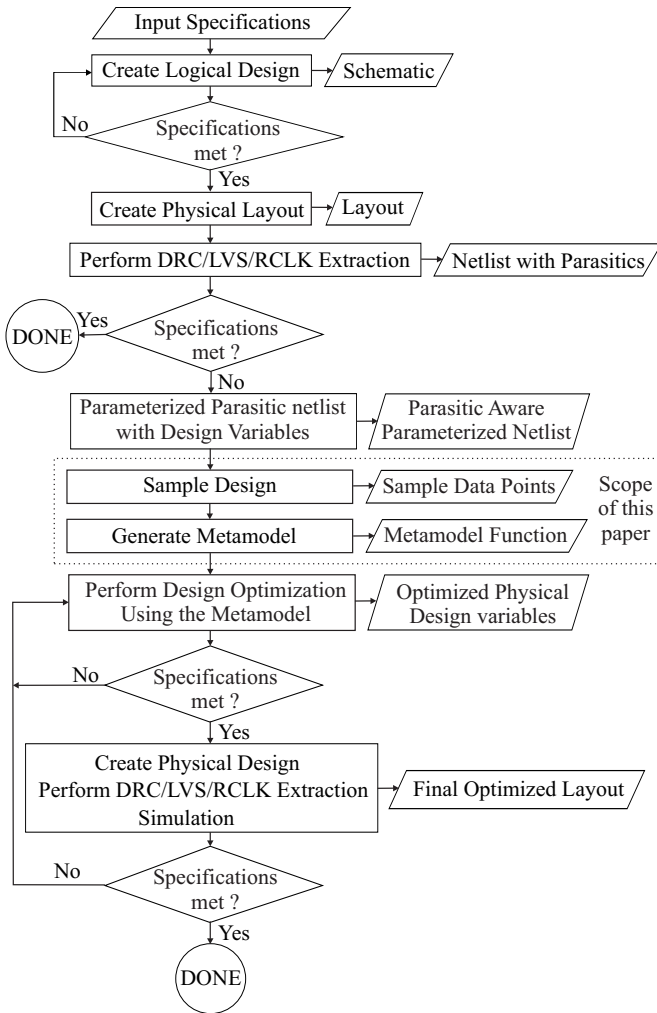 Input Specifications
Create Logical Design
Schematic
No
Specifications
met ?
Yes
Create Physical Layout
Layout
Perform DRC/LVS/RCLK Extraction
Netlist with Parasitics
DONE
Yes
Specifications
met ?
No
Parameterized Parasitic netlist
with Design Variables
Parasitic Aware
Parameterized Netlist
Sample Design
Sample Data Points
Generate Metamodel
Metamodel Function
Scope
of this
paper
Perform Design Optimization
Using the Metamodel
Optimized Physical
Design variables
No
Specifications
met ?
Yes
Create Physical Design
Perform DRC/LVS/RCLK Extraction
Simulation
Final Optimized Layout
No
Specifications
met ?
Yes
DONE